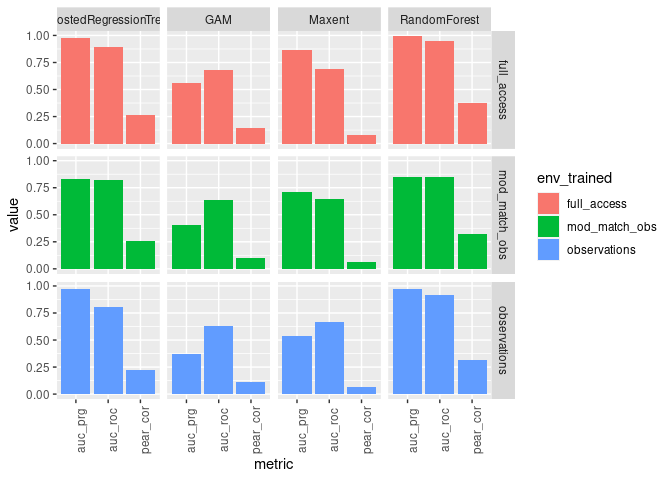 ostedRegressionTre
GAM
Maxent
RandomForest
value
1.00
0.75
0.50
0.25
0.00
full_access
1.00
0.75
0.50
0.25
0.00
mod_match_obs
1.00
0.75
0.50
0.25
0.00
observations
auc_prg
auc_roc
pear_cor
auc_prg
auc_roc
pear_cor
auc_prg
auc_roc
pear_cor
auc_prg
auc_roc
pear_cor
metric
env_trained
full_access
mod_match_obs
observations